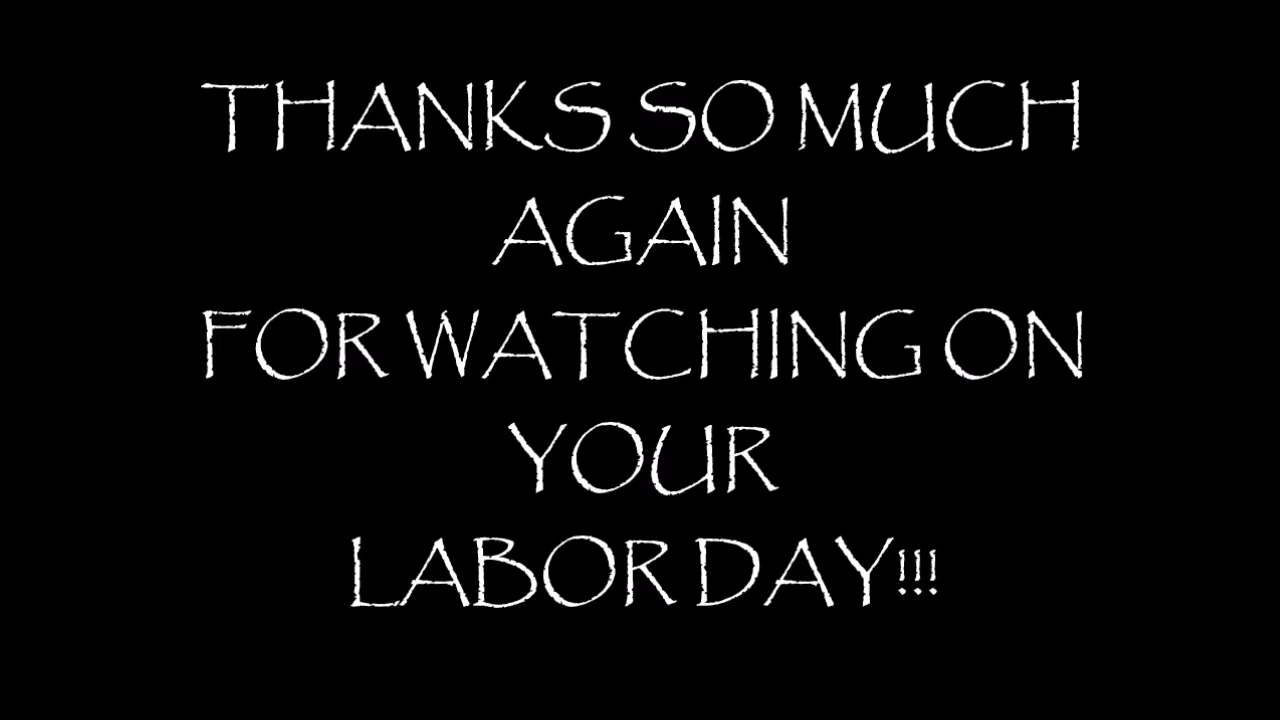 THANKS SO MUCH
AGAIN
FOR WATCHING ON
YOUR
LABOR DAY!!!